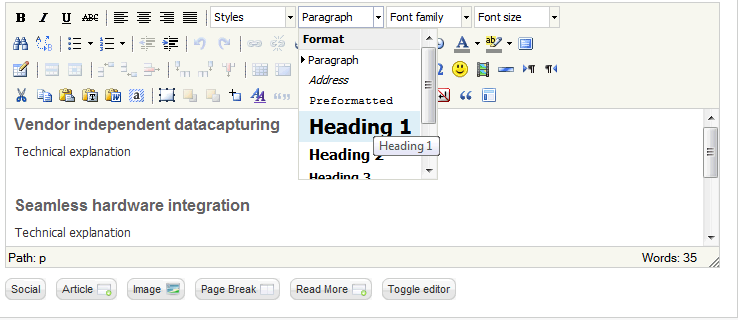 B I U ABC Styles Paragraph Font family Font size
Format
Paragraph
Address
Preformatted
Heading 1
Heading 1
Heading 2
Heading 3
Vendor independent datacapturing
Technical explanation
Seamless hardware integration
Technical explanation
Path: p Words: 35
Social Article Image Page Break Read More Toggle editor